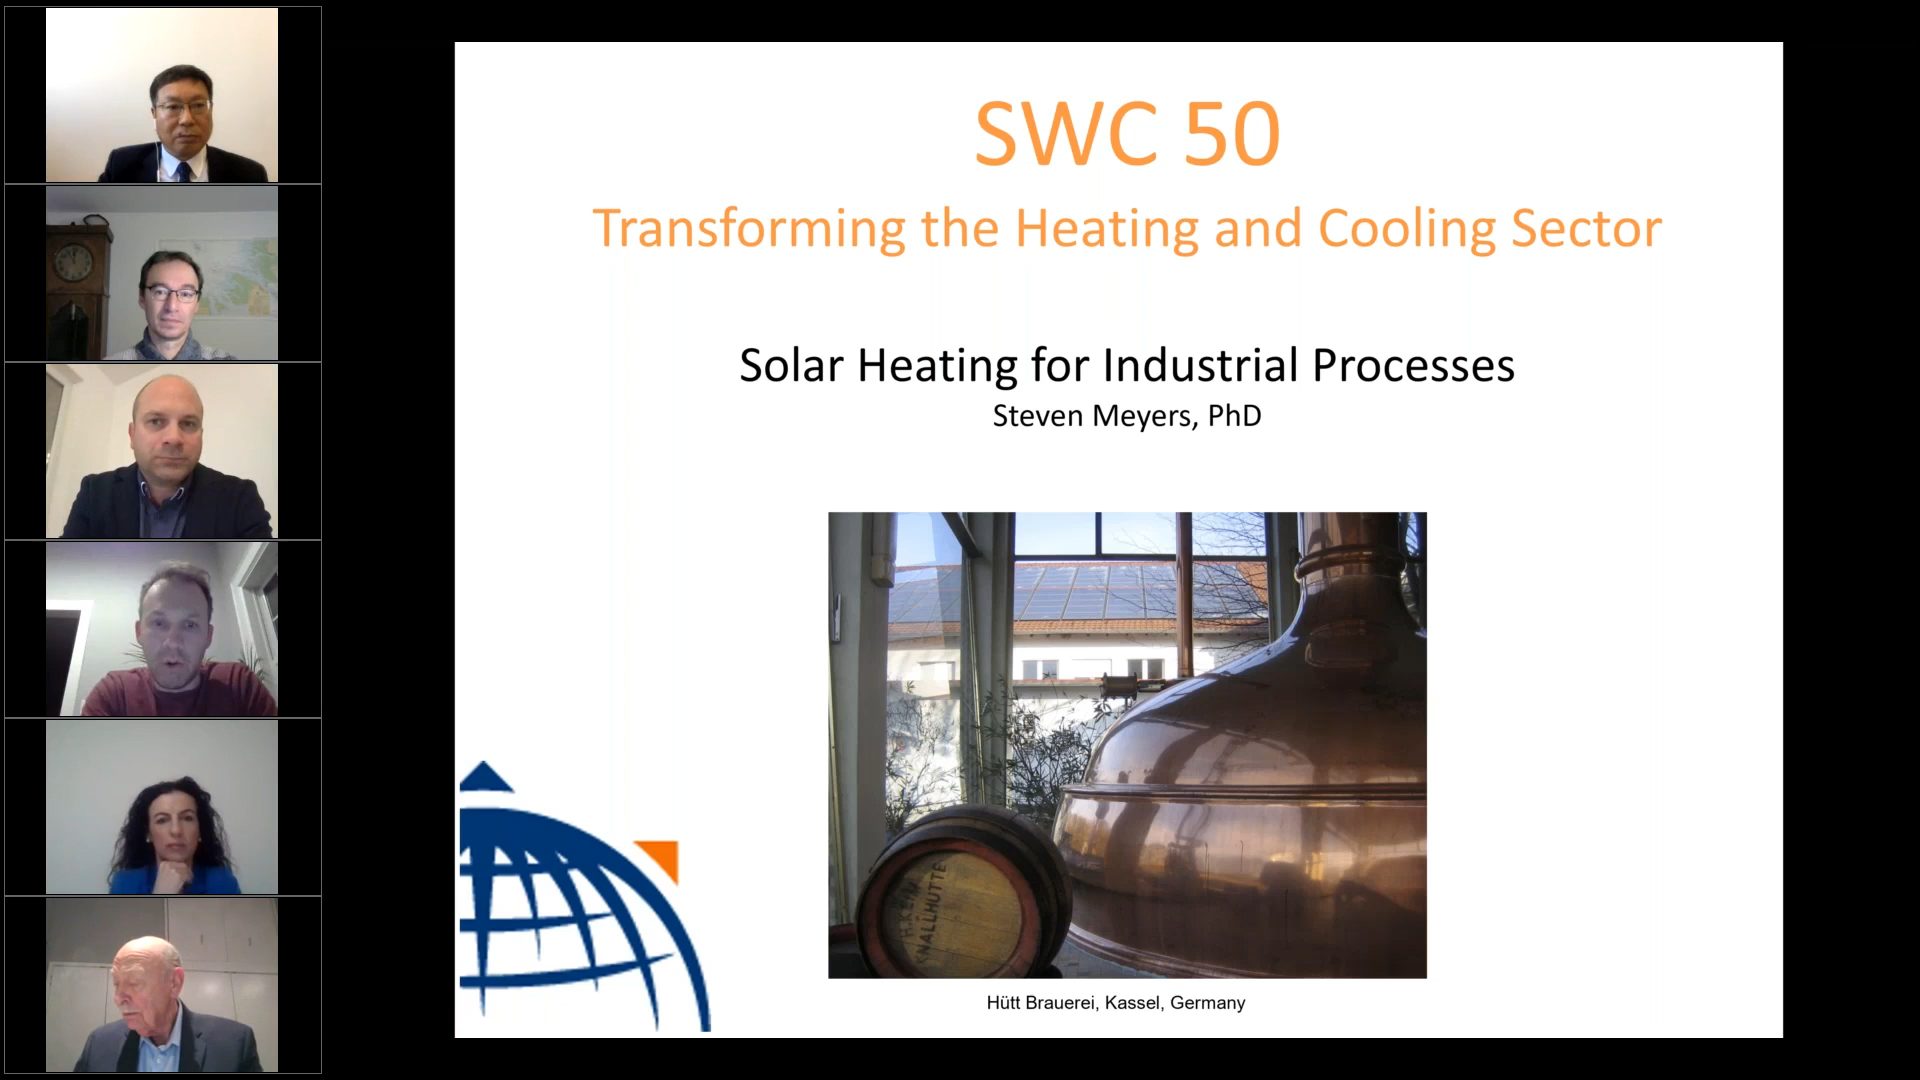 SWC 50
Transforming the Heating and Cooling Sector
Solar Heating for Industrial Processes
Steven Meyers, PhD
KNALLHÜTTE
Hütt Brauerei, Kassel, Germany